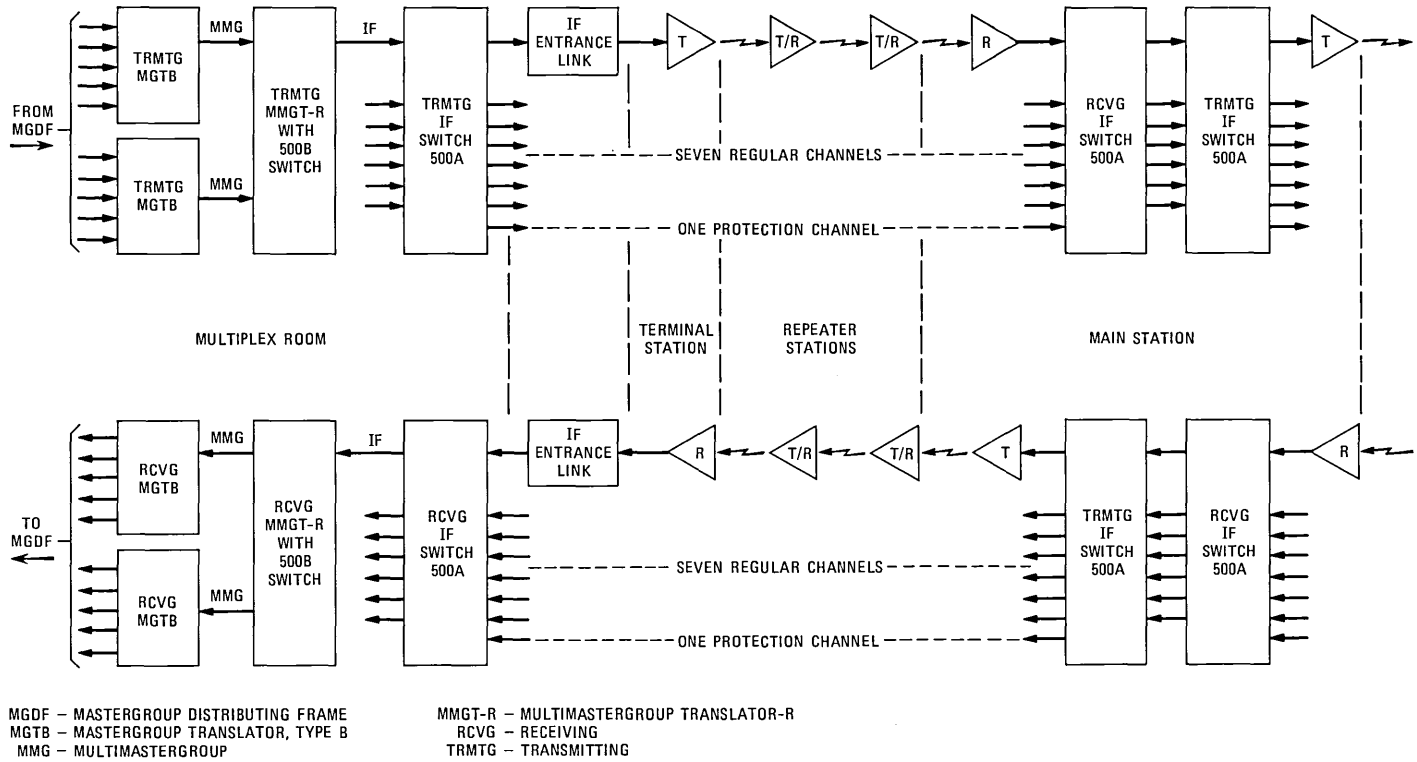 FROM
MGDF
TRMTG
MGTB
TRMTG
MGTB
MMG
MMG
TRMTG
MMGT-R
WITH
500B
SWITCH
IF
TRMTG
IF
SWITCH
500A
IF
ENTRANCE
LINK
T
T/R
T/R
R
RCVG
IF
SWITCH
500A
TRMTG
IF
SWITCH
500A
T
SEVEN REGULAR CHANNELS
ONE PROTECTION CHANNEL
MULTIPLEX ROOM
TERMINAL
STATION
REPEATER
STATIONS
MAIN STATION
TO
MGDF
RCVG
MGTB
RCVG
MGTB
MMG
MMG
RCVG
MMGT-R
WITH
500B
SWITCH
IF
RCVG
IF
SWITCH
500A
IF
ENTRANCE
LINK
R
T/R
T/R
T
TRMTG
IF
SWITCH
500A
RCVG
IF
SWITCH
500A
R
SEVEN REGULAR CHANNELS
ONE PROTECTION CHANNEL
MGDF – MASTERGROUP DISTRIBUTING FRAME
MGTB – MASTERGROUP TRANSLATOR, TYPE B
MMG – MULTIMASTERGROUP
MMGT-R – MULTIMASTERGROUP TRANSLATOR-R
RCVG – RECEIVING
TRMTG – TRANSMITTING